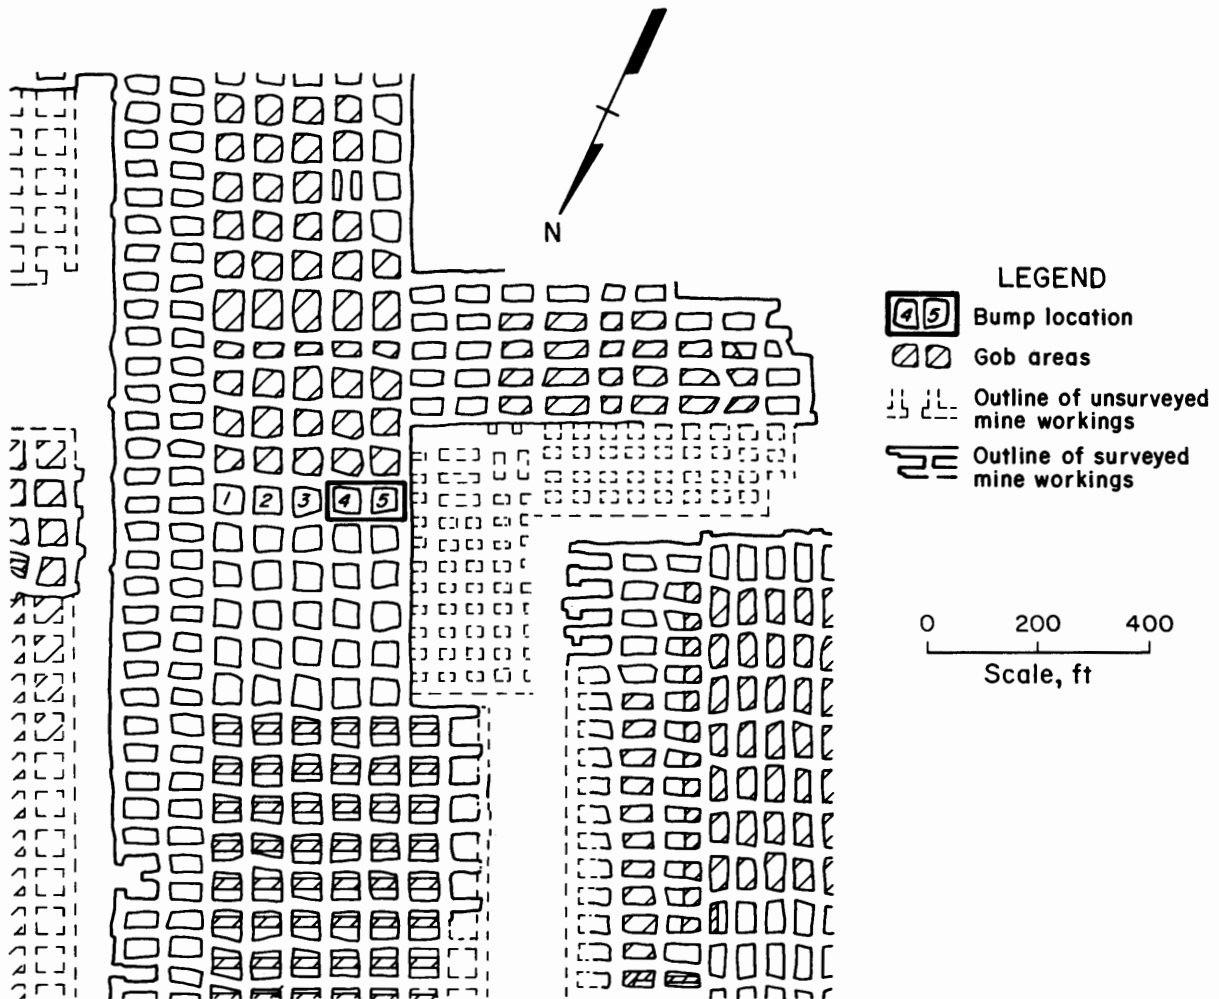 N
LEGEND
4 5 Bump location
Gob areas
Outline of unsurveyed
mine workings
Outline of surveyed
mine workings
1 2 3 4 5
0 200 400
Scale, ft